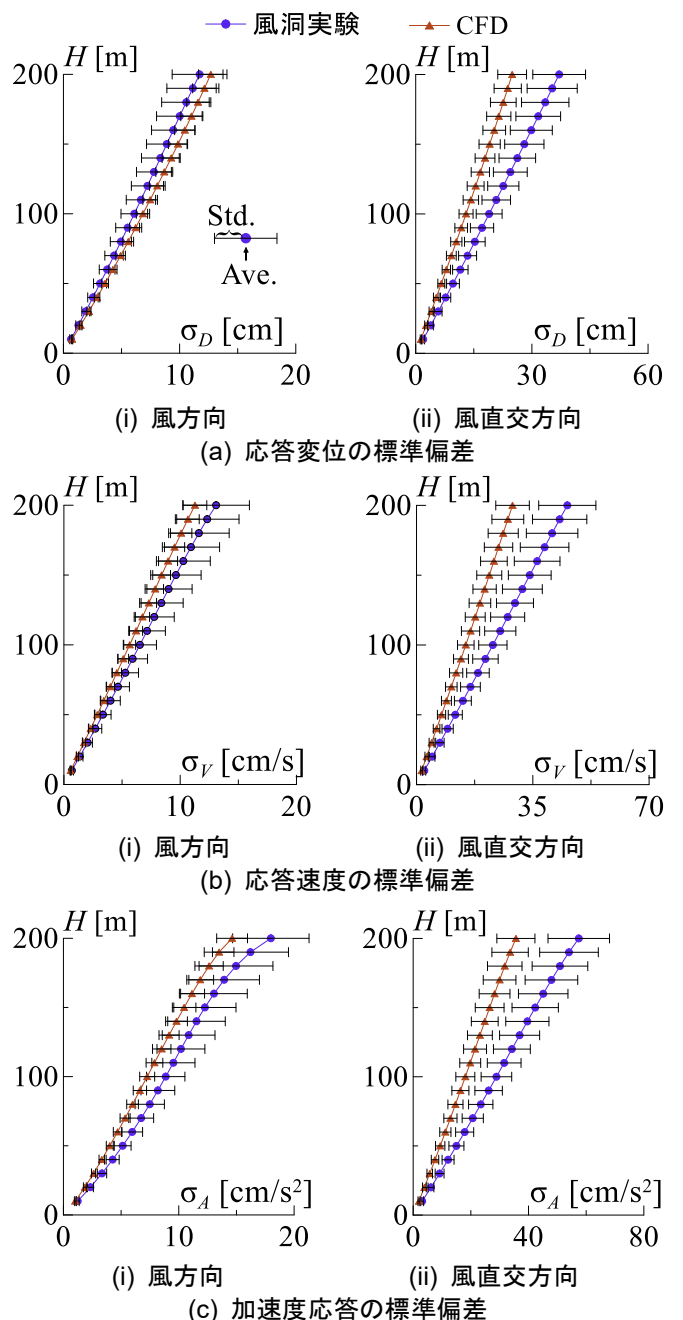 風洞実験 CFD
H [m] H [m]
200 200
100 100
Std.
Ave.
σD [cm] σD [cm]
0 0
0 10 20 0 30 60
(i) 風方向 (ii) 風直交方向
(a) 応答変位の標準偏差
H [m] H [m]
200 200
100 100
σV [cm/s] σV [cm/s]
0 0
0 10 20 0 35 70
(i) 風方向 (ii) 風直交方向
(b) 応答速度の標準偏差
H [m] H [m]
200 200
100 100
σA [cm/s²] σA [cm/s²]
0 0
0 10 20 0 40 80
(i) 風方向 (ii) 風直交方向
(c) 加速度応答の標準偏差